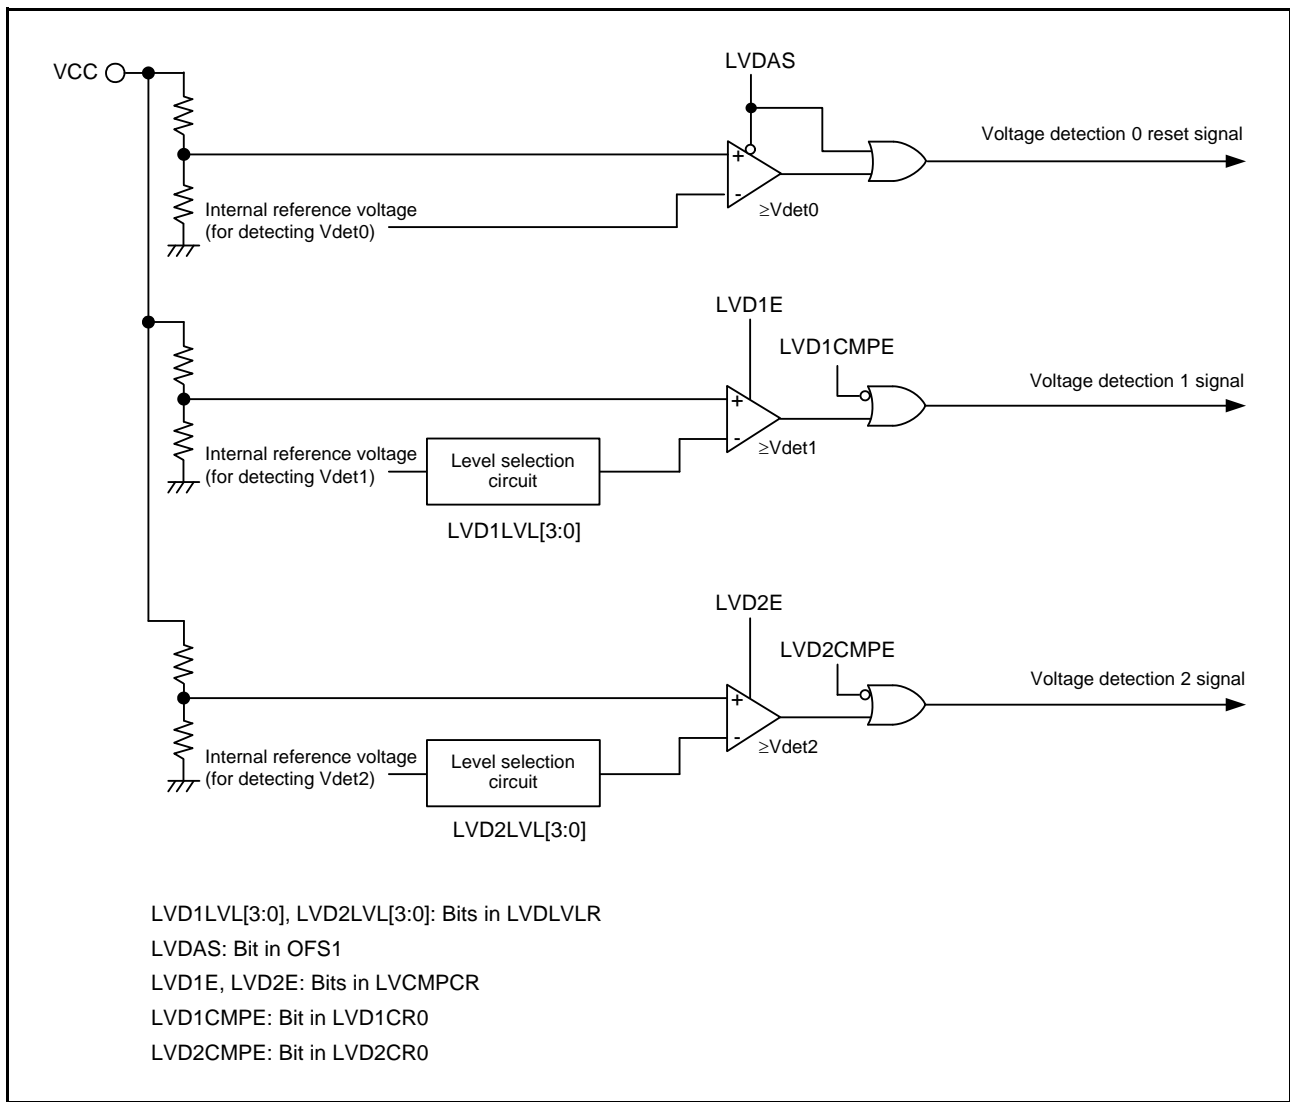 VCC
LVDAS
Voltage detection 0 reset signal
+
-
Internal reference voltage
(for detecting Vdet0)
≥Vdet0
LVD1E
LVD1CMPE
Voltage detection 1 signal
+
-
Internal reference voltage
(for detecting Vdet1)
Level selection
circuit
≥Vdet1
LVD1LVL[3:0]
LVD2E
LVD2CMPE
Voltage detection 2 signal
+
-
Internal reference voltage
(for detecting Vdet2)
Level selection
circuit
≥Vdet2
LVD2LVL[3:0]
LVD1LVL[3:0], LVD2LVL[3:0]: Bits in LVDLVLR
LVDAS: Bit in OFS1
LVD1E, LVD2E: Bits in LVCMPCR
LVD1CMPE: Bit in LVD1CR0
LVD2CMPE: Bit in LVD2CR0